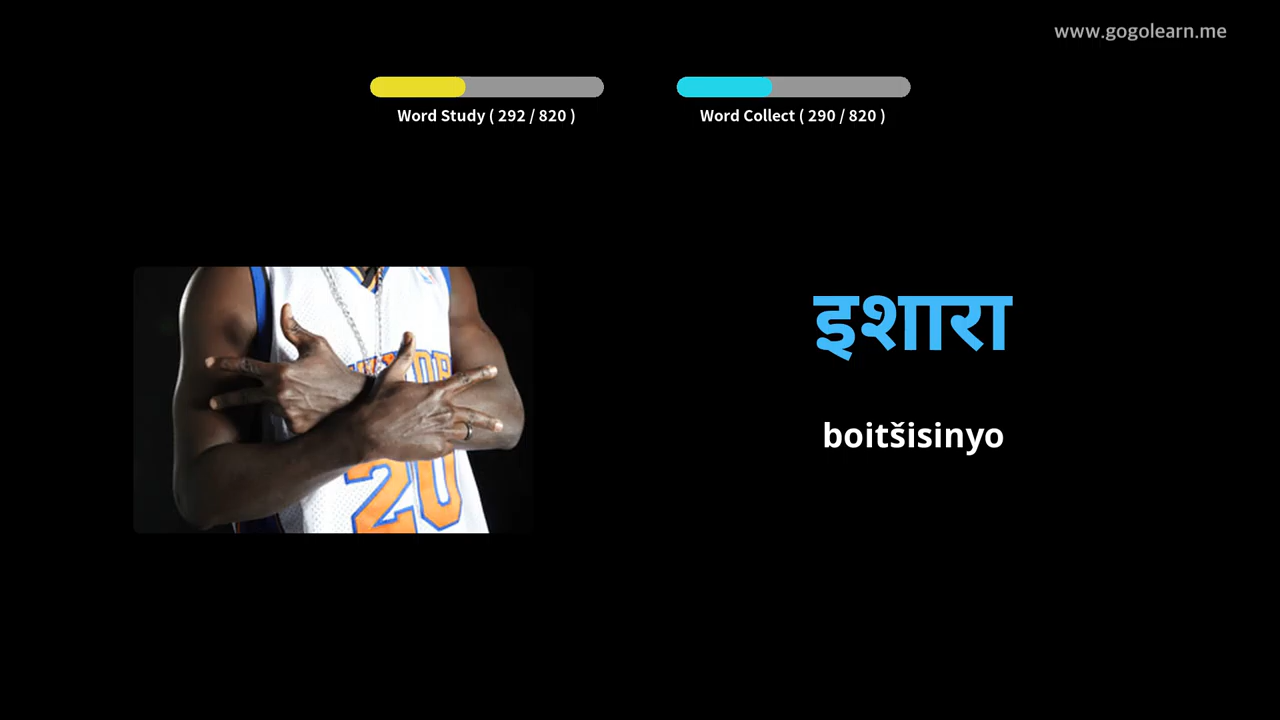 www.gogolearn.me
Word Study ( 292 / 820 )
Word Collect ( 290 / 820 )
इशारा
boitšisinyo
20